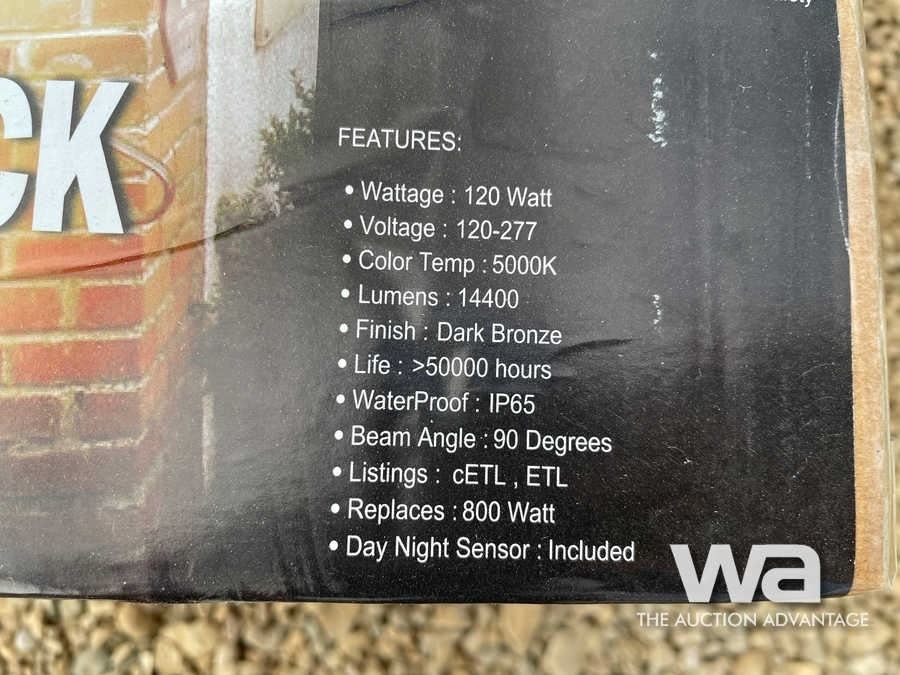 CK
FEATURES:
• Wattage : 120 Watt
• Voltage : 120-277
• Color Temp : 5000K
• Lumens : 14400
• Finish : Dark Bronze
• Life : >50000 hours
• WaterProof : IP65
• Beam Angle : 90 Degrees
• Listings : cETL , ETL
• Replaces : 800 Watt
• Day Night Sensor : Included
wa
THE AUCTION ADVANTAGE